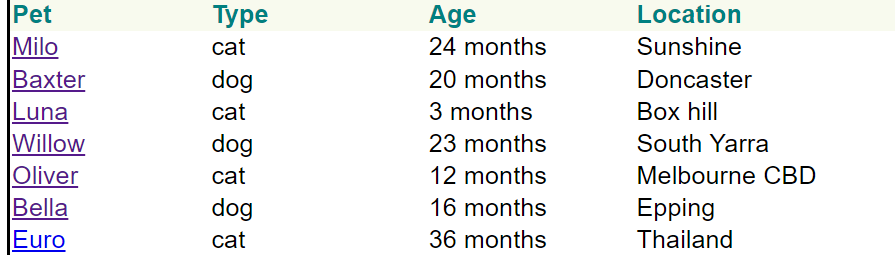 Pet Type Age Location
Milo cat 24 months Sunshine
Baxter dog 20 months Doncaster
Luna cat 3 months Box hill
Willow dog 23 months South Yarra
Oliver cat 12 months Melbourne CBD
Bella dog 16 months Epping
Euro cat 36 months Thailand